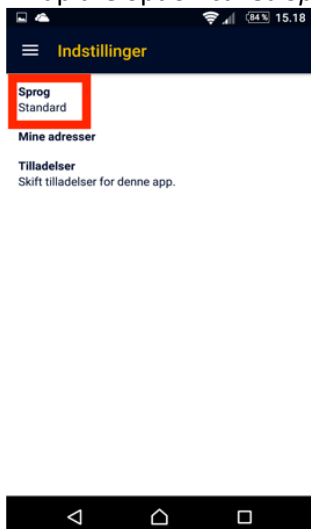 84% 15.18
Indstillinger
Sprog
Standard
Mine adresser
Tilladelser
Skift tilladelser for denne app.